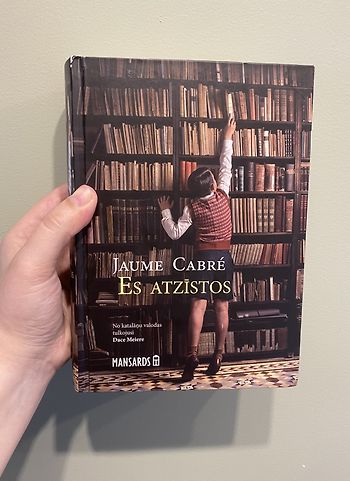 JAUME CABRÉ
ES ATZĪSTOS
No katalāņu valodas
tulkojusi
Dace Meiere
MANSARDS